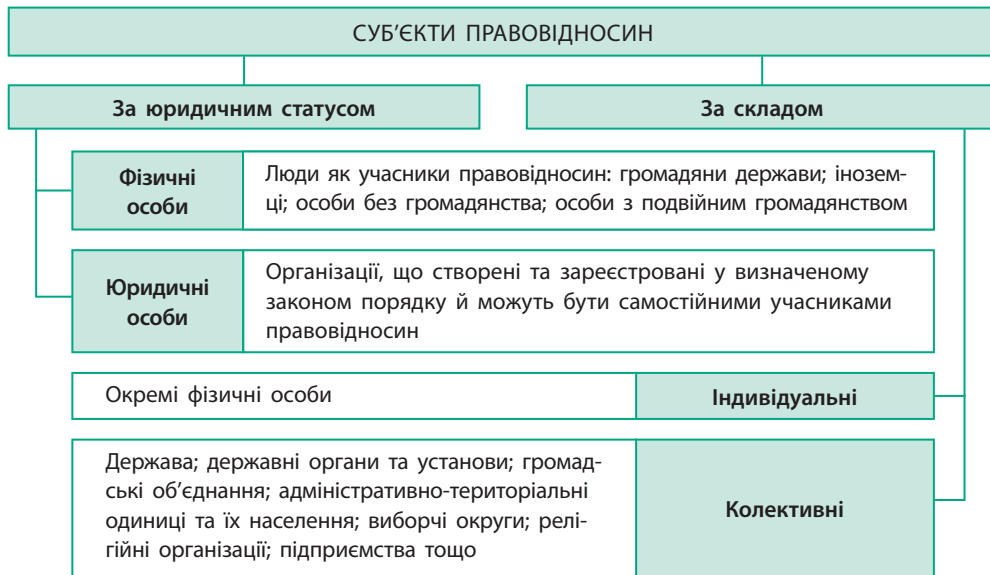 СУБ’ЄКТИ ПРАВОВІДНОСИН
За юридичним статусом
За складом
Фізичні
особи
Люди як учасники правовідносин: громадяни держави; інозем-
ці; особи без громадянства; особи з подвійним громадянством
Юридичні
особи
Організації, що створені та зареєстровані у визначеному
законом порядку й можуть бути самостійними учасниками
правовідносин
Окремі фізичні особи
Індивідуальні
Держава; державні органи та установи; громад-
ські об’єднання; адміністративно-територіальні
одиниці та їх населення; виборчі округи; релі-
гійні організації; підприємства тощо
Колективні